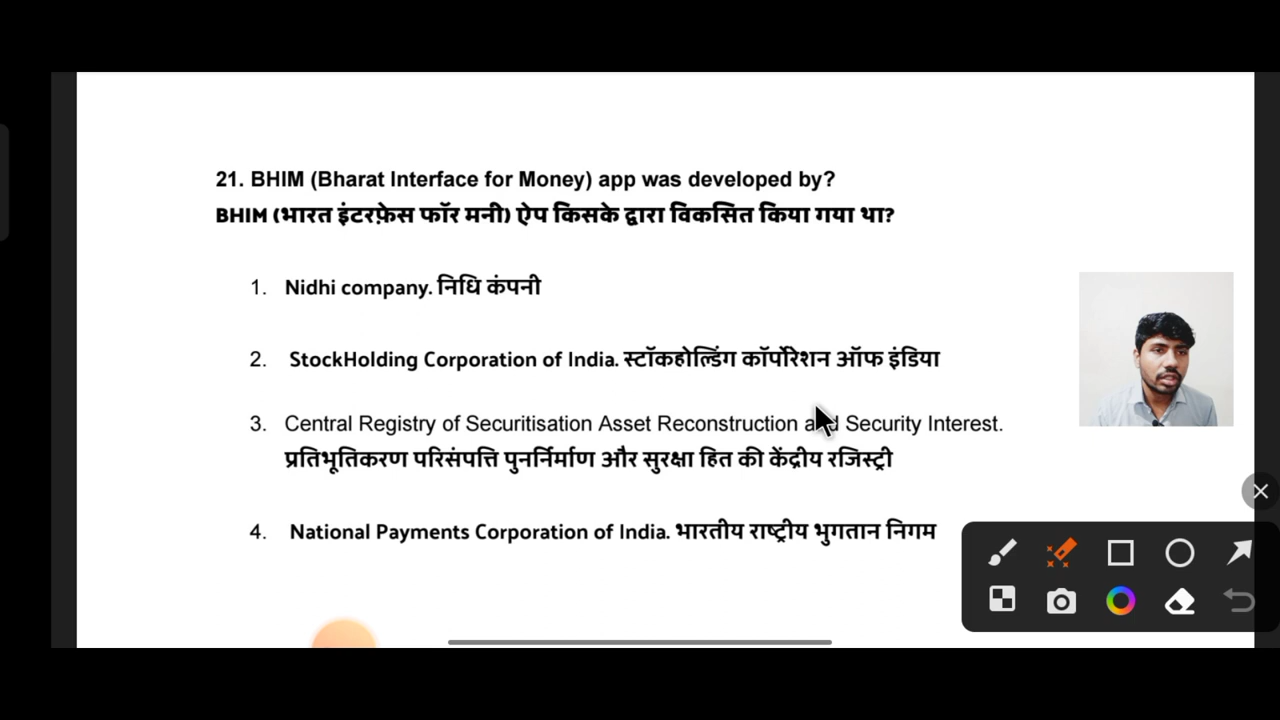 21. BHIM (Bharat Interface for Money) app was developed by?
BHIM (भारत इंटरफ़ेस फॉर मनी) ऐप किसके द्वारा विकसित किया गया था?
1. Nidhi company. निधि कंपनी
2. StockHolding Corporation of India. स्टॉकहोल्डिंग कॉर्पोरेशन ऑफ इंडिया
3. Central Registry of Securitisation Asset Reconstruction and Security Interest.
प्रतिभूतिकरण परिसंपत्ति पुनर्निर्माण और सुरक्षा हित की केंद्रीय रजिस्ट्री
4. National Payments Corporation of India. भारतीय राष्ट्रीय भुगतान निगम